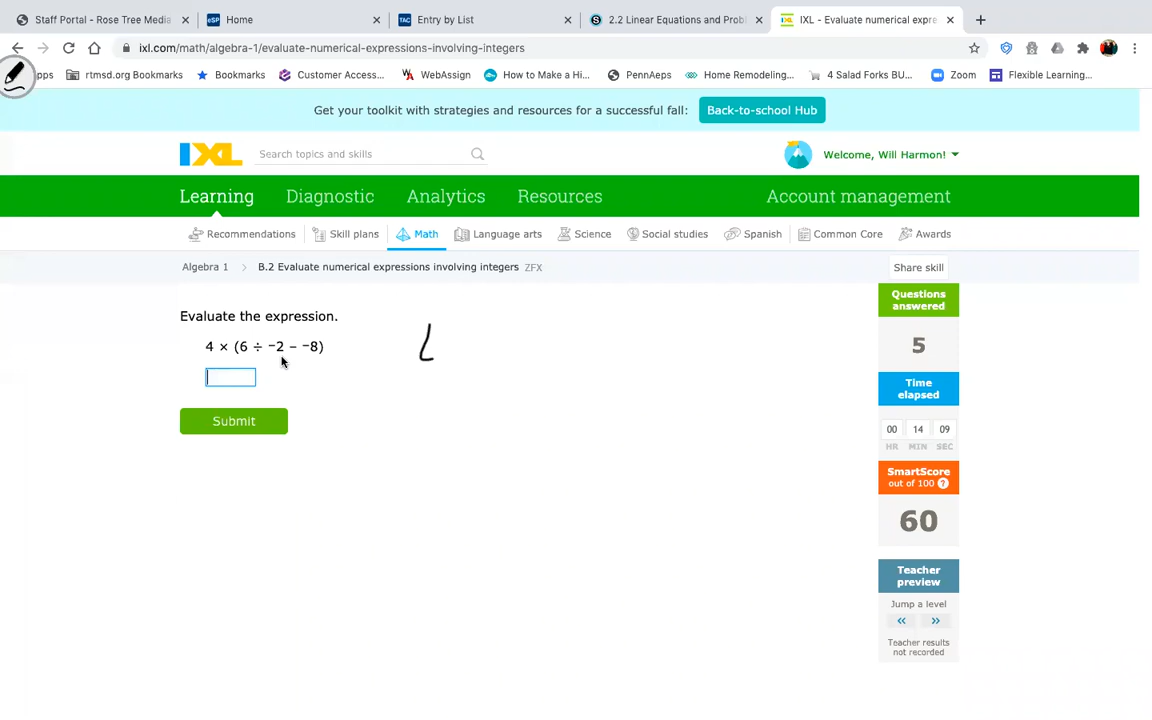 Staff Portal - Rose Tree Media
Home
Entry by List
2.2 Linear Equations and Probl
IXL - Evaluate numerical expre
ixl.com/math/algebra-1/evaluate-numerical-expressions-involving-integers
pps
rtmsd.org Bookmarks
Bookmarks
Customer Access...
WebAssign
How to Make a Hi...
PennAeps
Home Remodeling...
4 Salad Forks BU...
Zoom
Flexible Learning...
Get your toolkit with strategies and resources for a successful fall: Back-to-school Hub
IXL
Search topics and skills
Welcome, Will Harmon!
Learning Diagnostic Analytics Resources Account management
Recommendations Skill plans Math Language arts Science Social studies Spanish Common Core Awards
Algebra 1 > B.2 Evaluate numerical expressions involving integers ZFX
Share skill
Evaluate the expression.
4 × (6 ÷ ⁻2 – ⁻8)
Submit
Questions
answered
5
Time
elapsed
00 14 09
HR MIN SEC
SmartScore
out of 100 ?
60
Teacher
preview
Jump a level
<< >>
Teacher results
not recorded